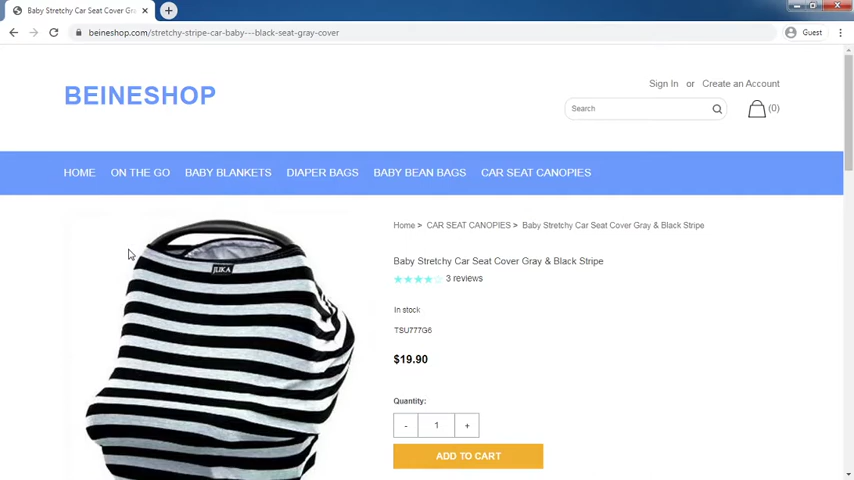 Baby Stretchy Car Seat Cover Gra
beineshop.com/stretchy-stripe-car-baby---black-seat-gray-cover
Guest
Sign In or Create an Account
BEINESHOP
Search
(0)
HOME ON THE GO BABY BLANKETS DIAPER BAGS BABY BEAN BAGS CAR SEAT CANOPIES
Home > CAR SEAT CANOPIES > Baby Stretchy Car Seat Cover Gray & Black Stripe
JLIKA
Baby Stretchy Car Seat Cover Gray & Black Stripe
3 reviews
In stock
TSU777G6
$19.90
Quantity:
- 1 +
ADD TO CART